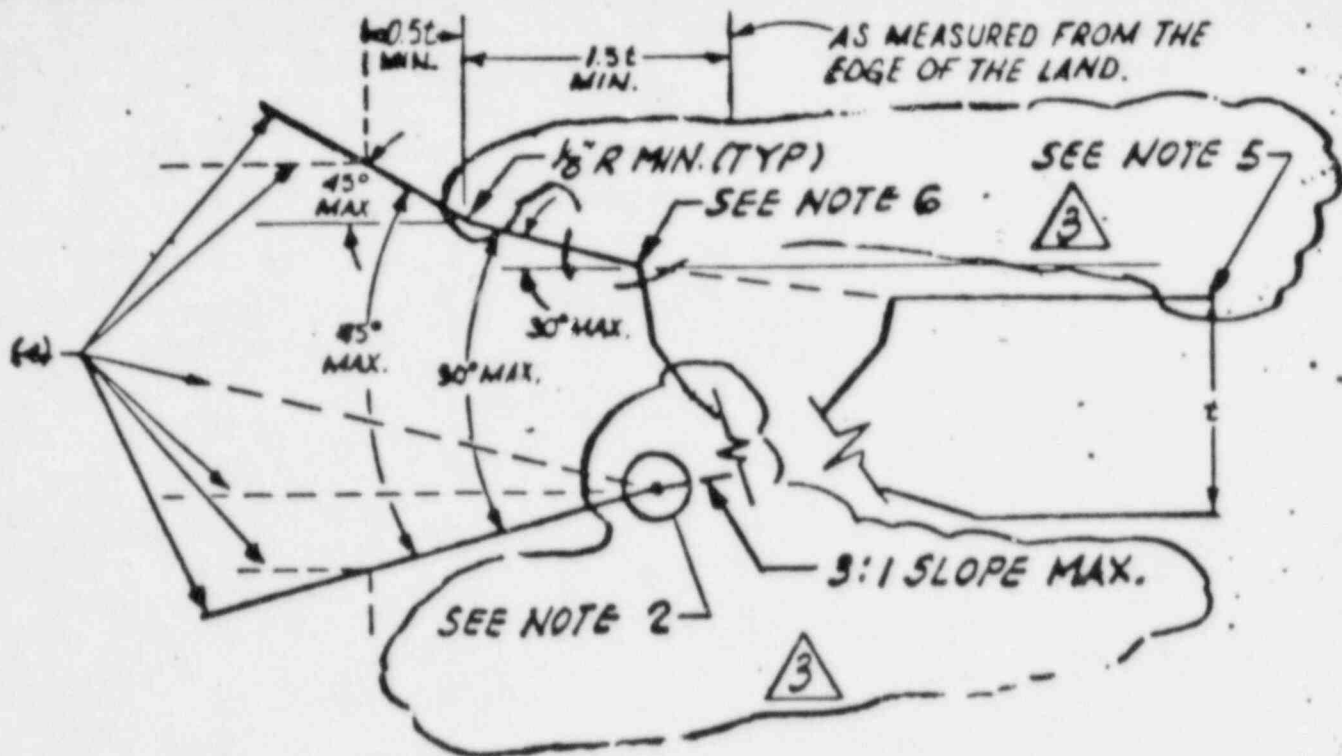 0.5t
MIN.
1.5t
MIN.
AS MEASURED FROM THE
EDGE OF THE LAND.
1/8" R MIN. (TYP)
SEE NOTE 5
45°
MAX
SEE NOTE 6
3
30° MAX.
45°
MAX.
30° MAX.
t
3:1 SLOPE MAX.
SEE NOTE 2
3